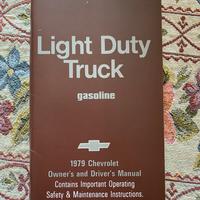 Light Duty
Truck
gasoline
1979 Chevrolet
Owner's and Driver's Manual
Contains Important Operating
Safety & Maintenance Instructions.